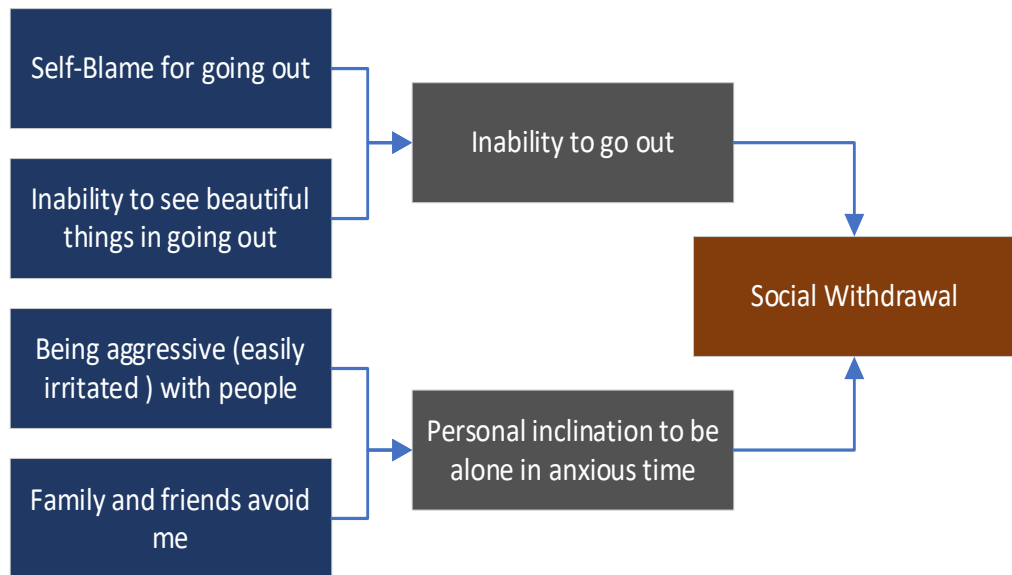 Self-Blame for going out
Inability to see beautiful
things in going out
Being aggressive (easily
irritated ) with people
Family and friends avoid
me
Inability to go out
Personal inclination to be
alone in anxious time
Social Withdrawal